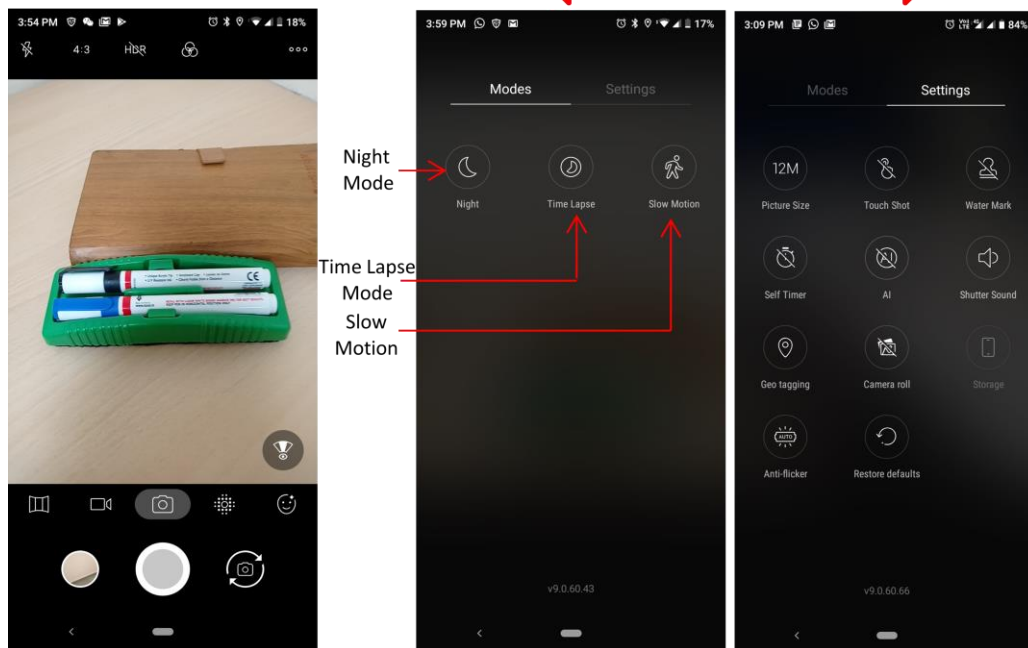 3:54 PM
18%
4:3
HDR
CE
3:59 PM
17%
Modes
Settings
Night
Time Lapse
Slow Motion
v9.0.60.43
Night
Mode
Time Lapse
Mode
Slow
Motion
3:09 PM
84%
Modes
Settings
12M
Picture Size
Touch Shot
Water Mark
Self Timer
AI
AI
Shutter Sound
Geo tagging
Camera roll
Storage
AUTO
Anti-flicker
Restore defaults
v9.0.60.66